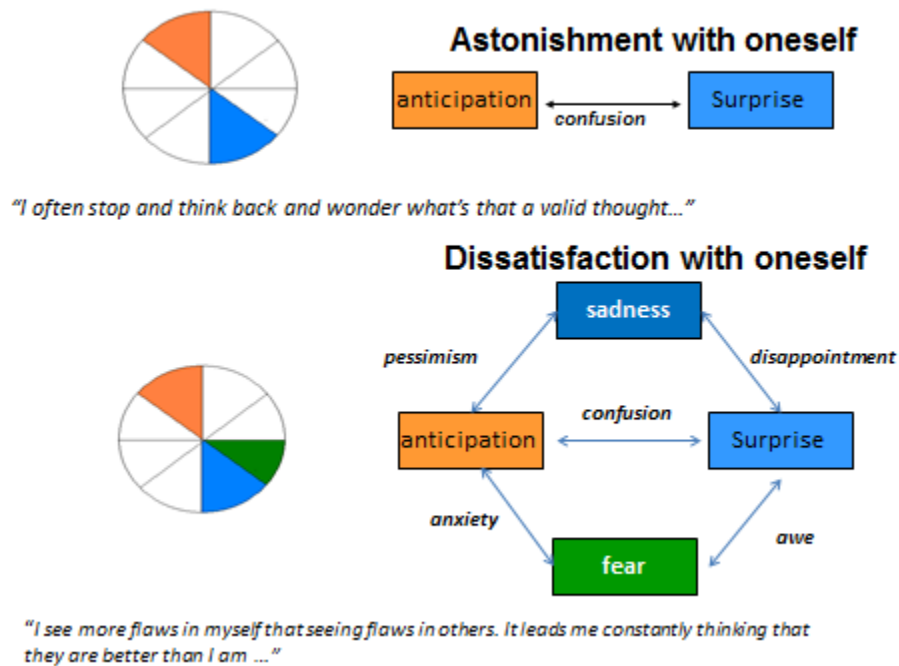 Astonishment with oneself
anticipation
Surprise
confusion
“I often stop and think back and wonder what’s that a valid thought…”
Dissatisfaction with oneself
sadness
pessimism
disappointment
confusion
anticipation
Surprise
anxiety
awe
fear
“I see more flaws in myself that seeing flaws in others. It leads me constantly thinking that
they are better than I am …”